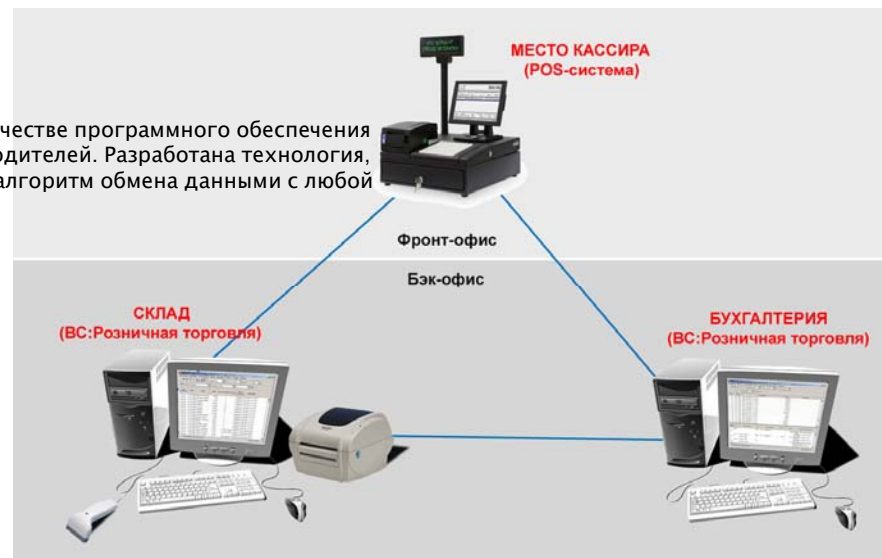 МЕСТО КАССИРА
(POS-система)
честве программного обеспечения
одителей. Разработана технология,
алгоритм обмена данными с любой
Фронт-офис
Бэк-офис
СКЛАД
(ВС:Розничная торговля)
БУХГАЛТЕРИЯ
(ВС:Розничная торговля)